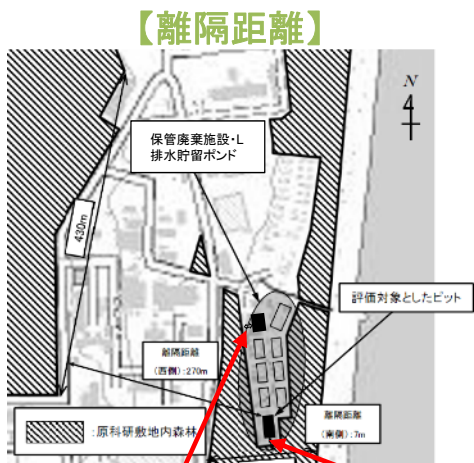 【離隔距離】
N
保管廃棄施設・L
排水貯留ポンド
430m
評価対象としたピット
離隔距離
(西側):270m
離隔距離
(南側):7m
:原科研敷地内森林